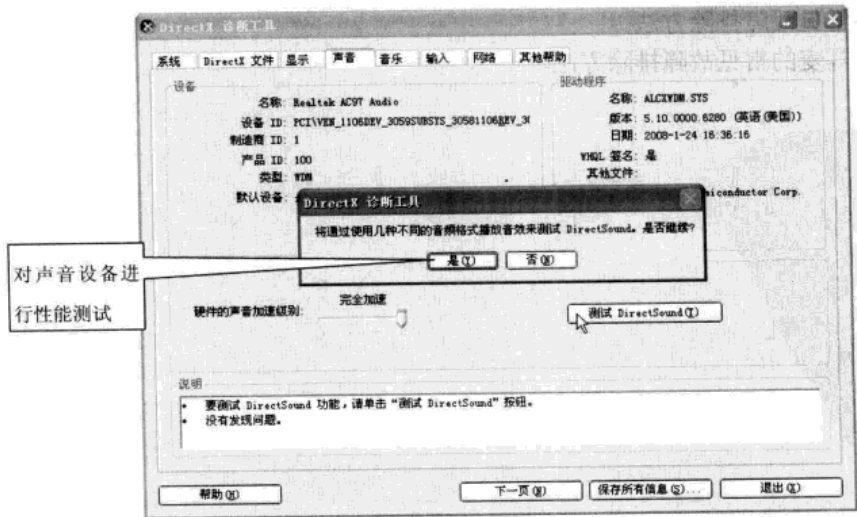 DirectX 诊断工具
系统 DirectX 文件 显示 声音 音乐 输入 网络 其他帮助
设备
名称: Realtek AC97 Audio
设备 ID: PCI\VEN_1106&DEV_3059&SUBSYS_30581106&REV_3(
制造商 ID: 1
产品 ID: 100
类型: WDM
默认设备:
驱动程序
名称: ALCXWDM.SYS
版本: 5.10.0000.6280 (英语(美国))
日期: 2008-1-24 16:36:16
WHQL 签名: 是
其他文件:
miconductor Corp.
DirectX 诊断工具
将通过使用几种不同的音频格式播放音效来测试 DirectSound。是否继续?
是(Y) 否(N)
对声音设备进
行性能测试
硬件的声音加速级别: 完全加速
测试 DirectSound(T)
说明
• 要测试 DirectSound 功能，请单击“测试 DirectSound”按钮。
• 没有发现问题。
帮助(H) 下一页(N) 保存所有信息(S)... 退出(X)